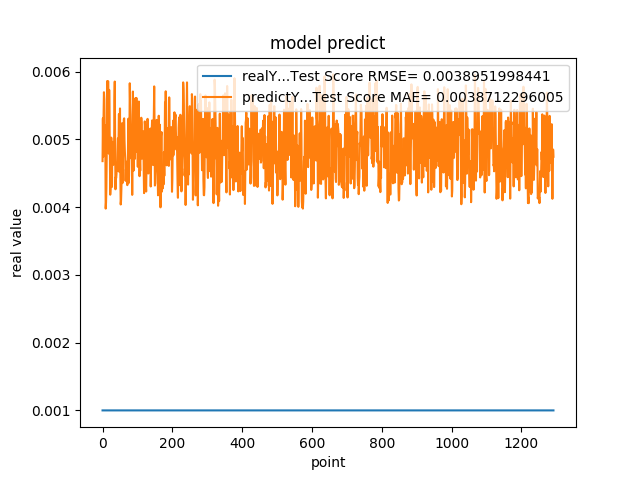 model predict
realY...Test Score RMSE= 0.0038951998441
predictY...Test Score MAE= 0.0038712296005
0.006
0.005
0.004
0.003
0.002
0.001
real value
0 200 400 600 800 1000 1200
point